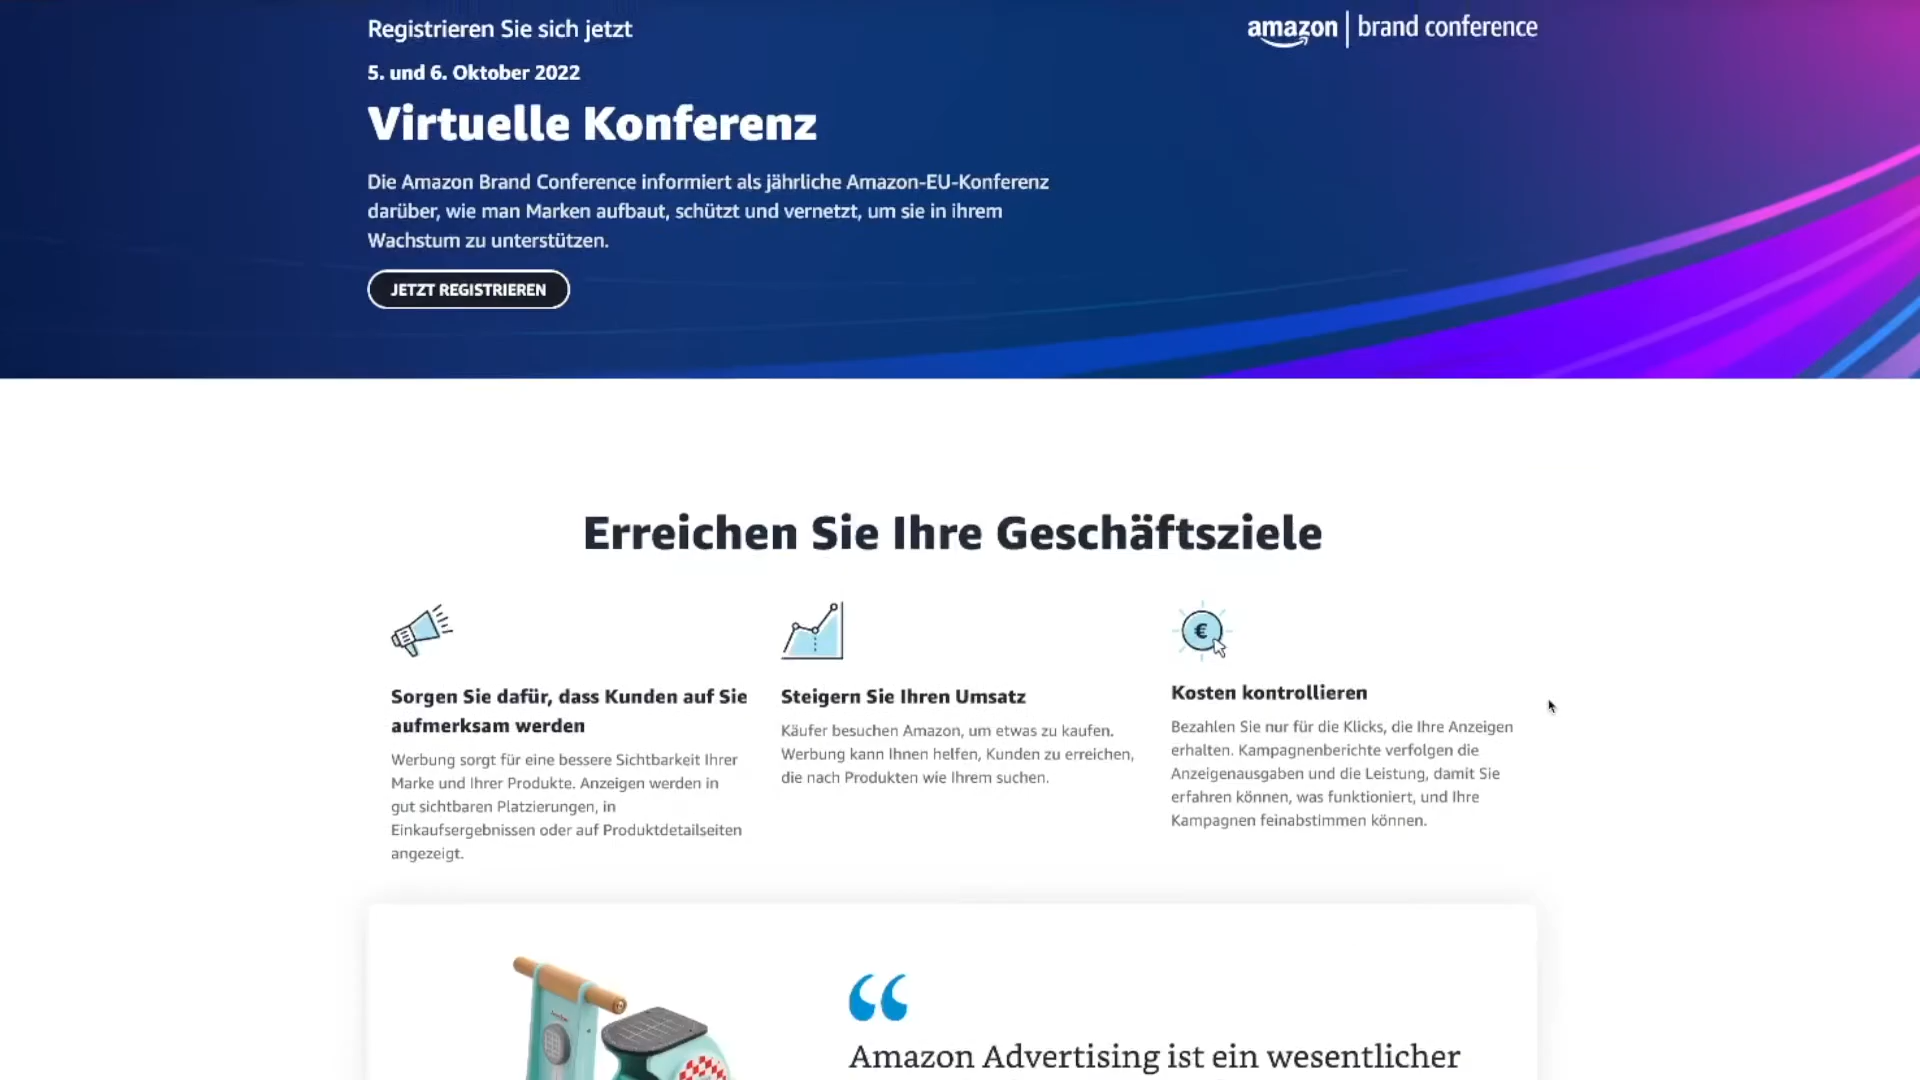 Registrieren Sie sich jetzt
amazon | brand conference
5. und 6. Oktober 2022
Virtuelle Konferenz
Die Amazon Brand Conference informiert als jährliche Amazon-EU-Konferenz
darüber, wie man Marken aufbaut, schützt und vernetzt, um sie in ihrem
Wachstum zu unterstützen.
JETZT REGISTRIEREN
Erreichen Sie Ihre Geschäftsziele
Sorgen Sie dafür, dass Kunden auf Sie
aufmerksam werden
Werbung sorgt für eine bessere Sichtbarkeit Ihrer
Marke und Ihrer Produkte. Anzeigen werden in
gut sichtbaren Platzierungen, in
Einkaufsergebnissen oder auf Produktdetailseiten
angezeigt.
Steigern Sie Ihren Umsatz
Käufer besuchen Amazon, um etwas zu kaufen.
Werbung kann Ihnen helfen, Kunden zu erreichen,
die nach Produkten wie Ihrem suchen.
€
Kosten kontrollieren
Bezahlen Sie nur für die Klicks, die Ihre Anzeigen
erhalten. Kampagnenberichte verfolgen die
Anzeigenausgaben und die Leistung, damit Sie
erfahren können, was funktioniert, und Ihre
Kampagnen feinabstimmen können.
“
Amazon Advertising ist ein wesentlicher